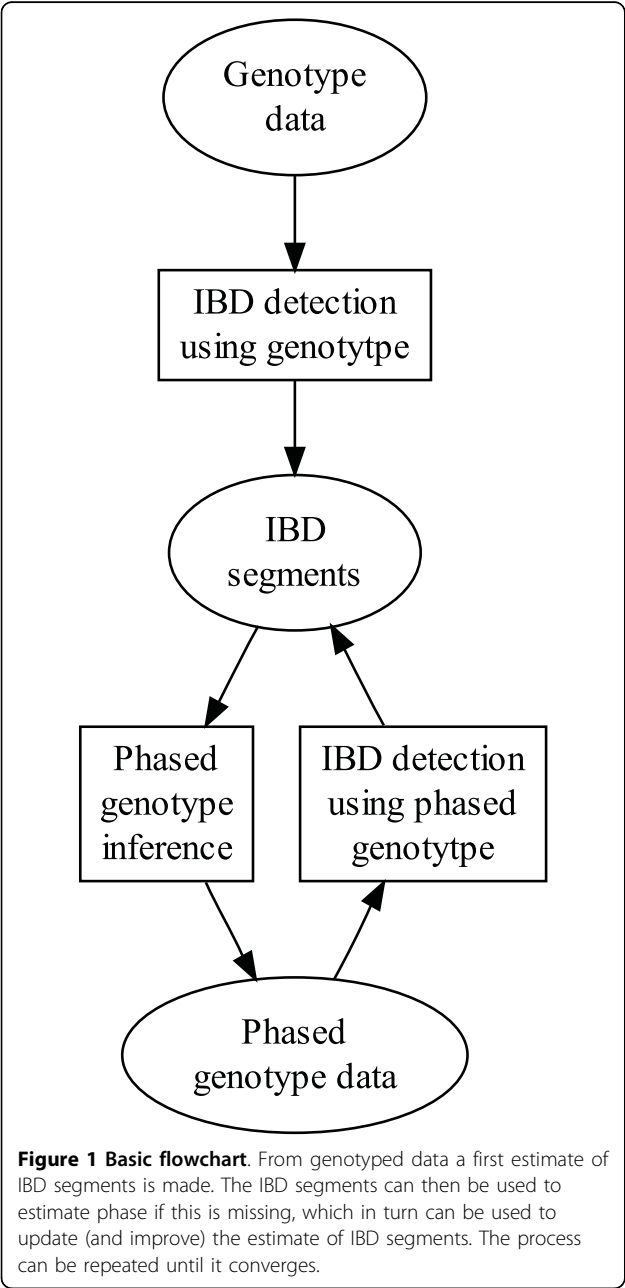 Genotype
data
IBD detection
using genotytpe
IBD
segments
Phased
genotype
inference
IBD detection
using phased
genotytpe
Phased
genotype data
Figure 1 Basic flowchart. From genotyped data a first estimate of
IBD segments is made. The IBD segments can then be used to
estimate phase if this is missing, which in turn can be used to
update (and improve) the estimate of IBD segments. The process
can be repeated until it converges.